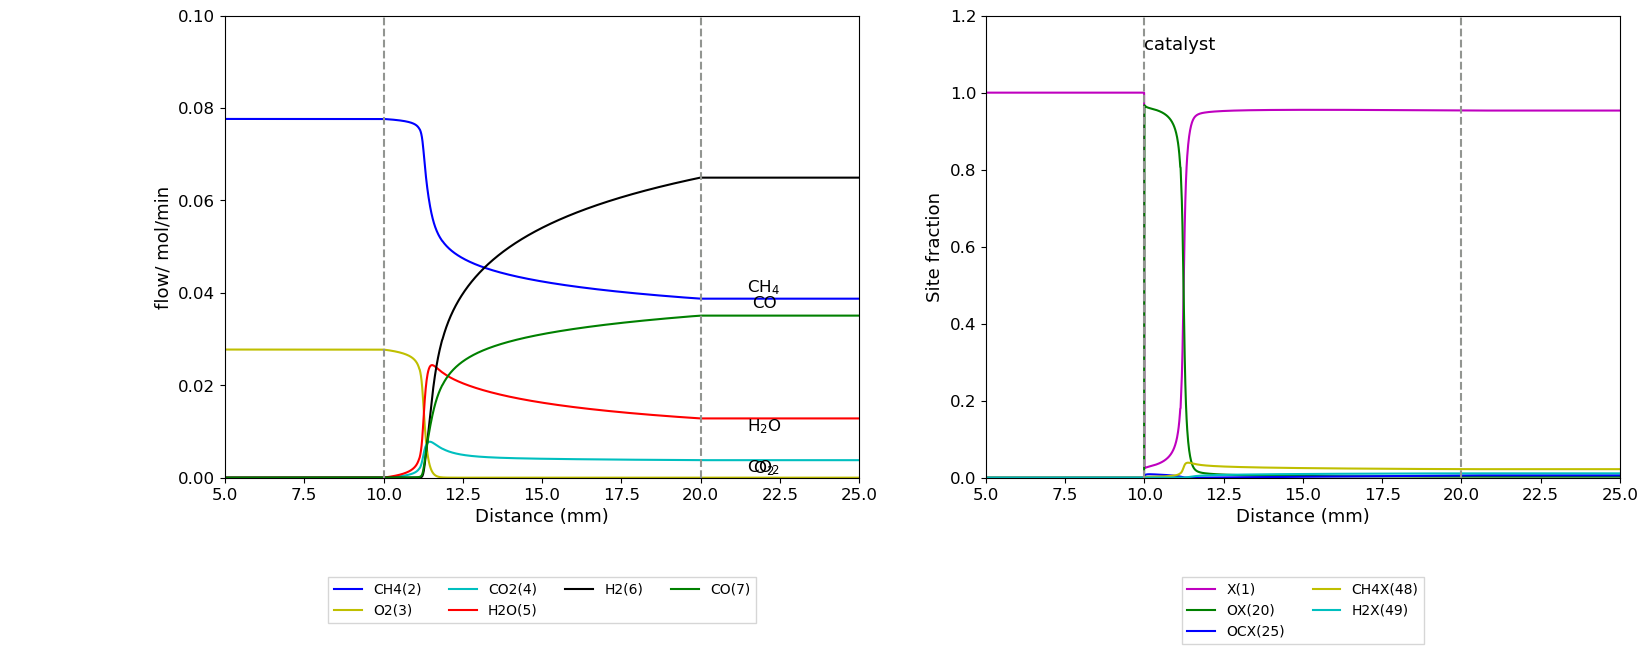 0.10
0.08
0.06
0.04
0.02
0.00
flow/ mol/min
CH4
CO
H2O
CO2
O2
5.0 7.5 10.0 12.5 15.0 17.5 20.0 22.5 25.0
Distance (mm)
CH4(2) CO2(4) H2(6) CO(7)
O2(3) H2O(5)
1.2
1.0
0.8
0.6
0.4
0.2
0.0
Site fraction
catalyst
5.0 7.5 10.0 12.5 15.0 17.5 20.0 22.5 25.0
Distance (mm)
X(1) CH4X(48)
OX(20) H2X(49)
OCX(25)